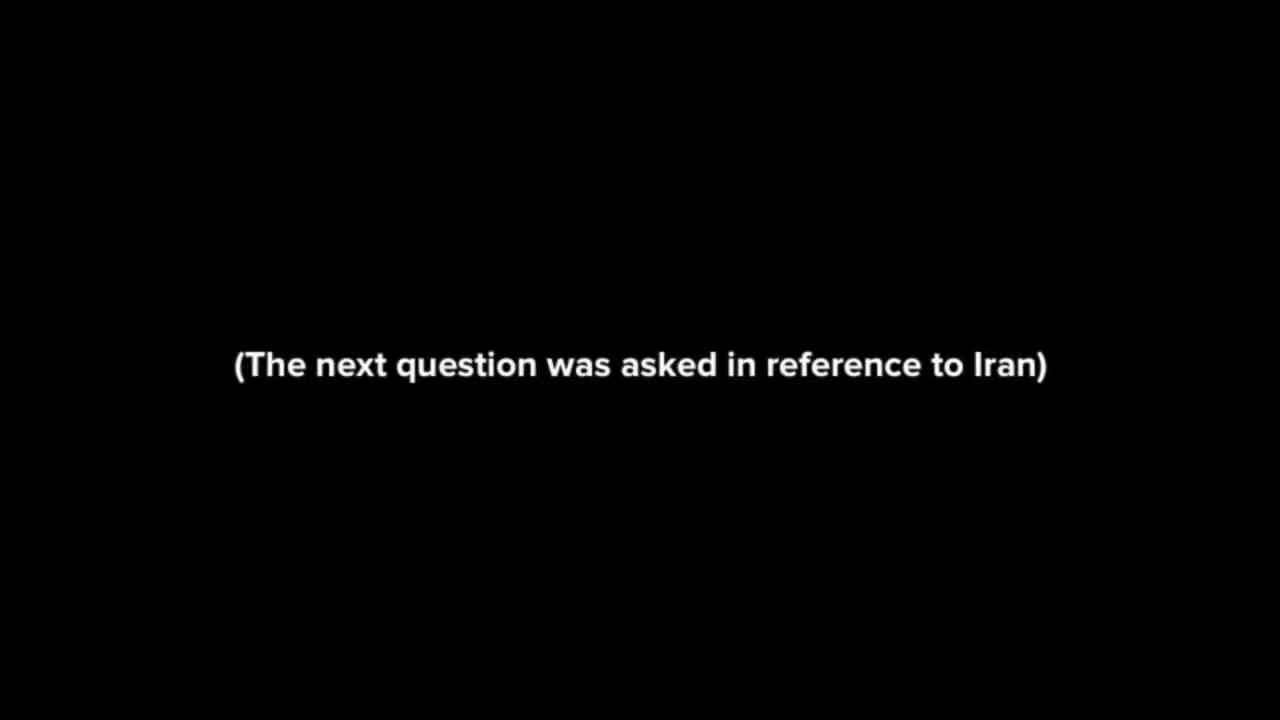 (The next question was asked in reference to Iran)